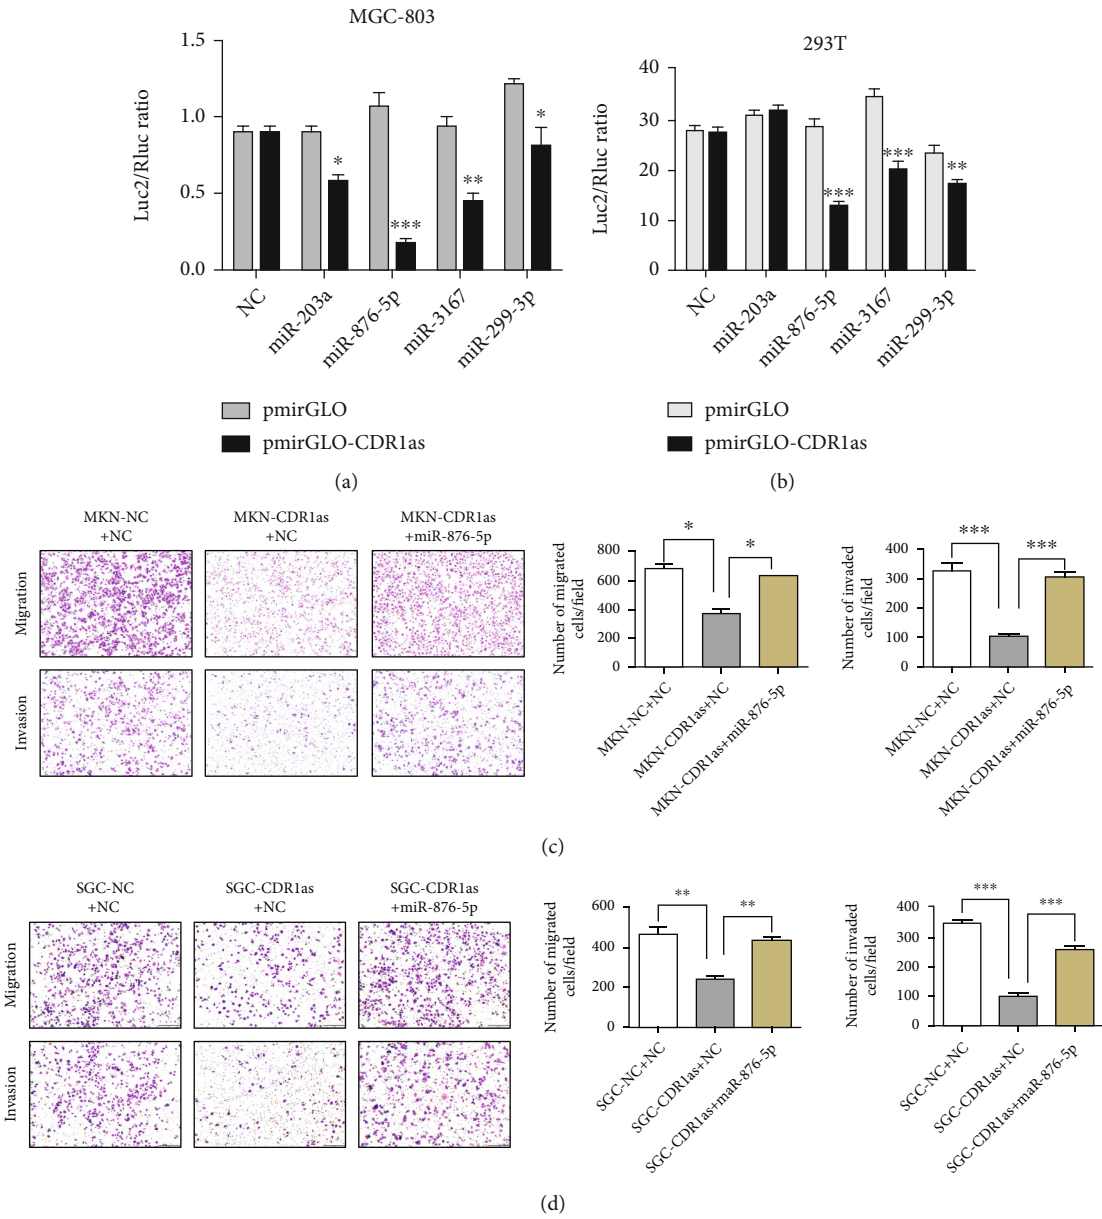 MGC-803
Luc2/Rluc ratio
1.5
1.0
0.5
0.0
*
***
**
*
NC
miR-203a
miR-876-5p
miR-3167
miR-299-3p
pmirGLO
pmirGLO-CDR1as
(a)
293T
Luc2/Rluc ratio
40
30
20
10
0
***
***
**
NC
miR-203a
miR-876-5p
miR-3167
miR-299-3p
pmirGLO
pmirGLO-CDR1as
(b)
MKN-NC
+NC
MKN-CDR1as
+NC
MKN-CDR1as
+miR-876-5p
Migration
Invasion
Number of migrated
cells/field
800
600
400
200
0
*
*
MKN-NC+NC
MKN-CDR1as+NC
MKN-CDR1as+miR-876-5p
Number of invaded
cells/field
400
300
200
100
0
***
***
MKN-NC+NC
MKN-CDR1as+NC
MKN-CDR1as+miR-876-5p
(c)
SGC-NC
+NC
SGC-CDR1as
+NC
SGC-CDR1as
+miR-876-5p
Migration
Invasion
Number of migrated
cells/field
600
400
200
0
**
**
SGC-NC+NC
SGC-CDR1as+NC
SGC-CDR1as+maR-876-5p
Number of invaded
cells/field
400
300
200
100
0
***
***
SGC-NC+NC
SGC-CDR1as+NC
SGC-CDR1as+maR-876-5p
(d)